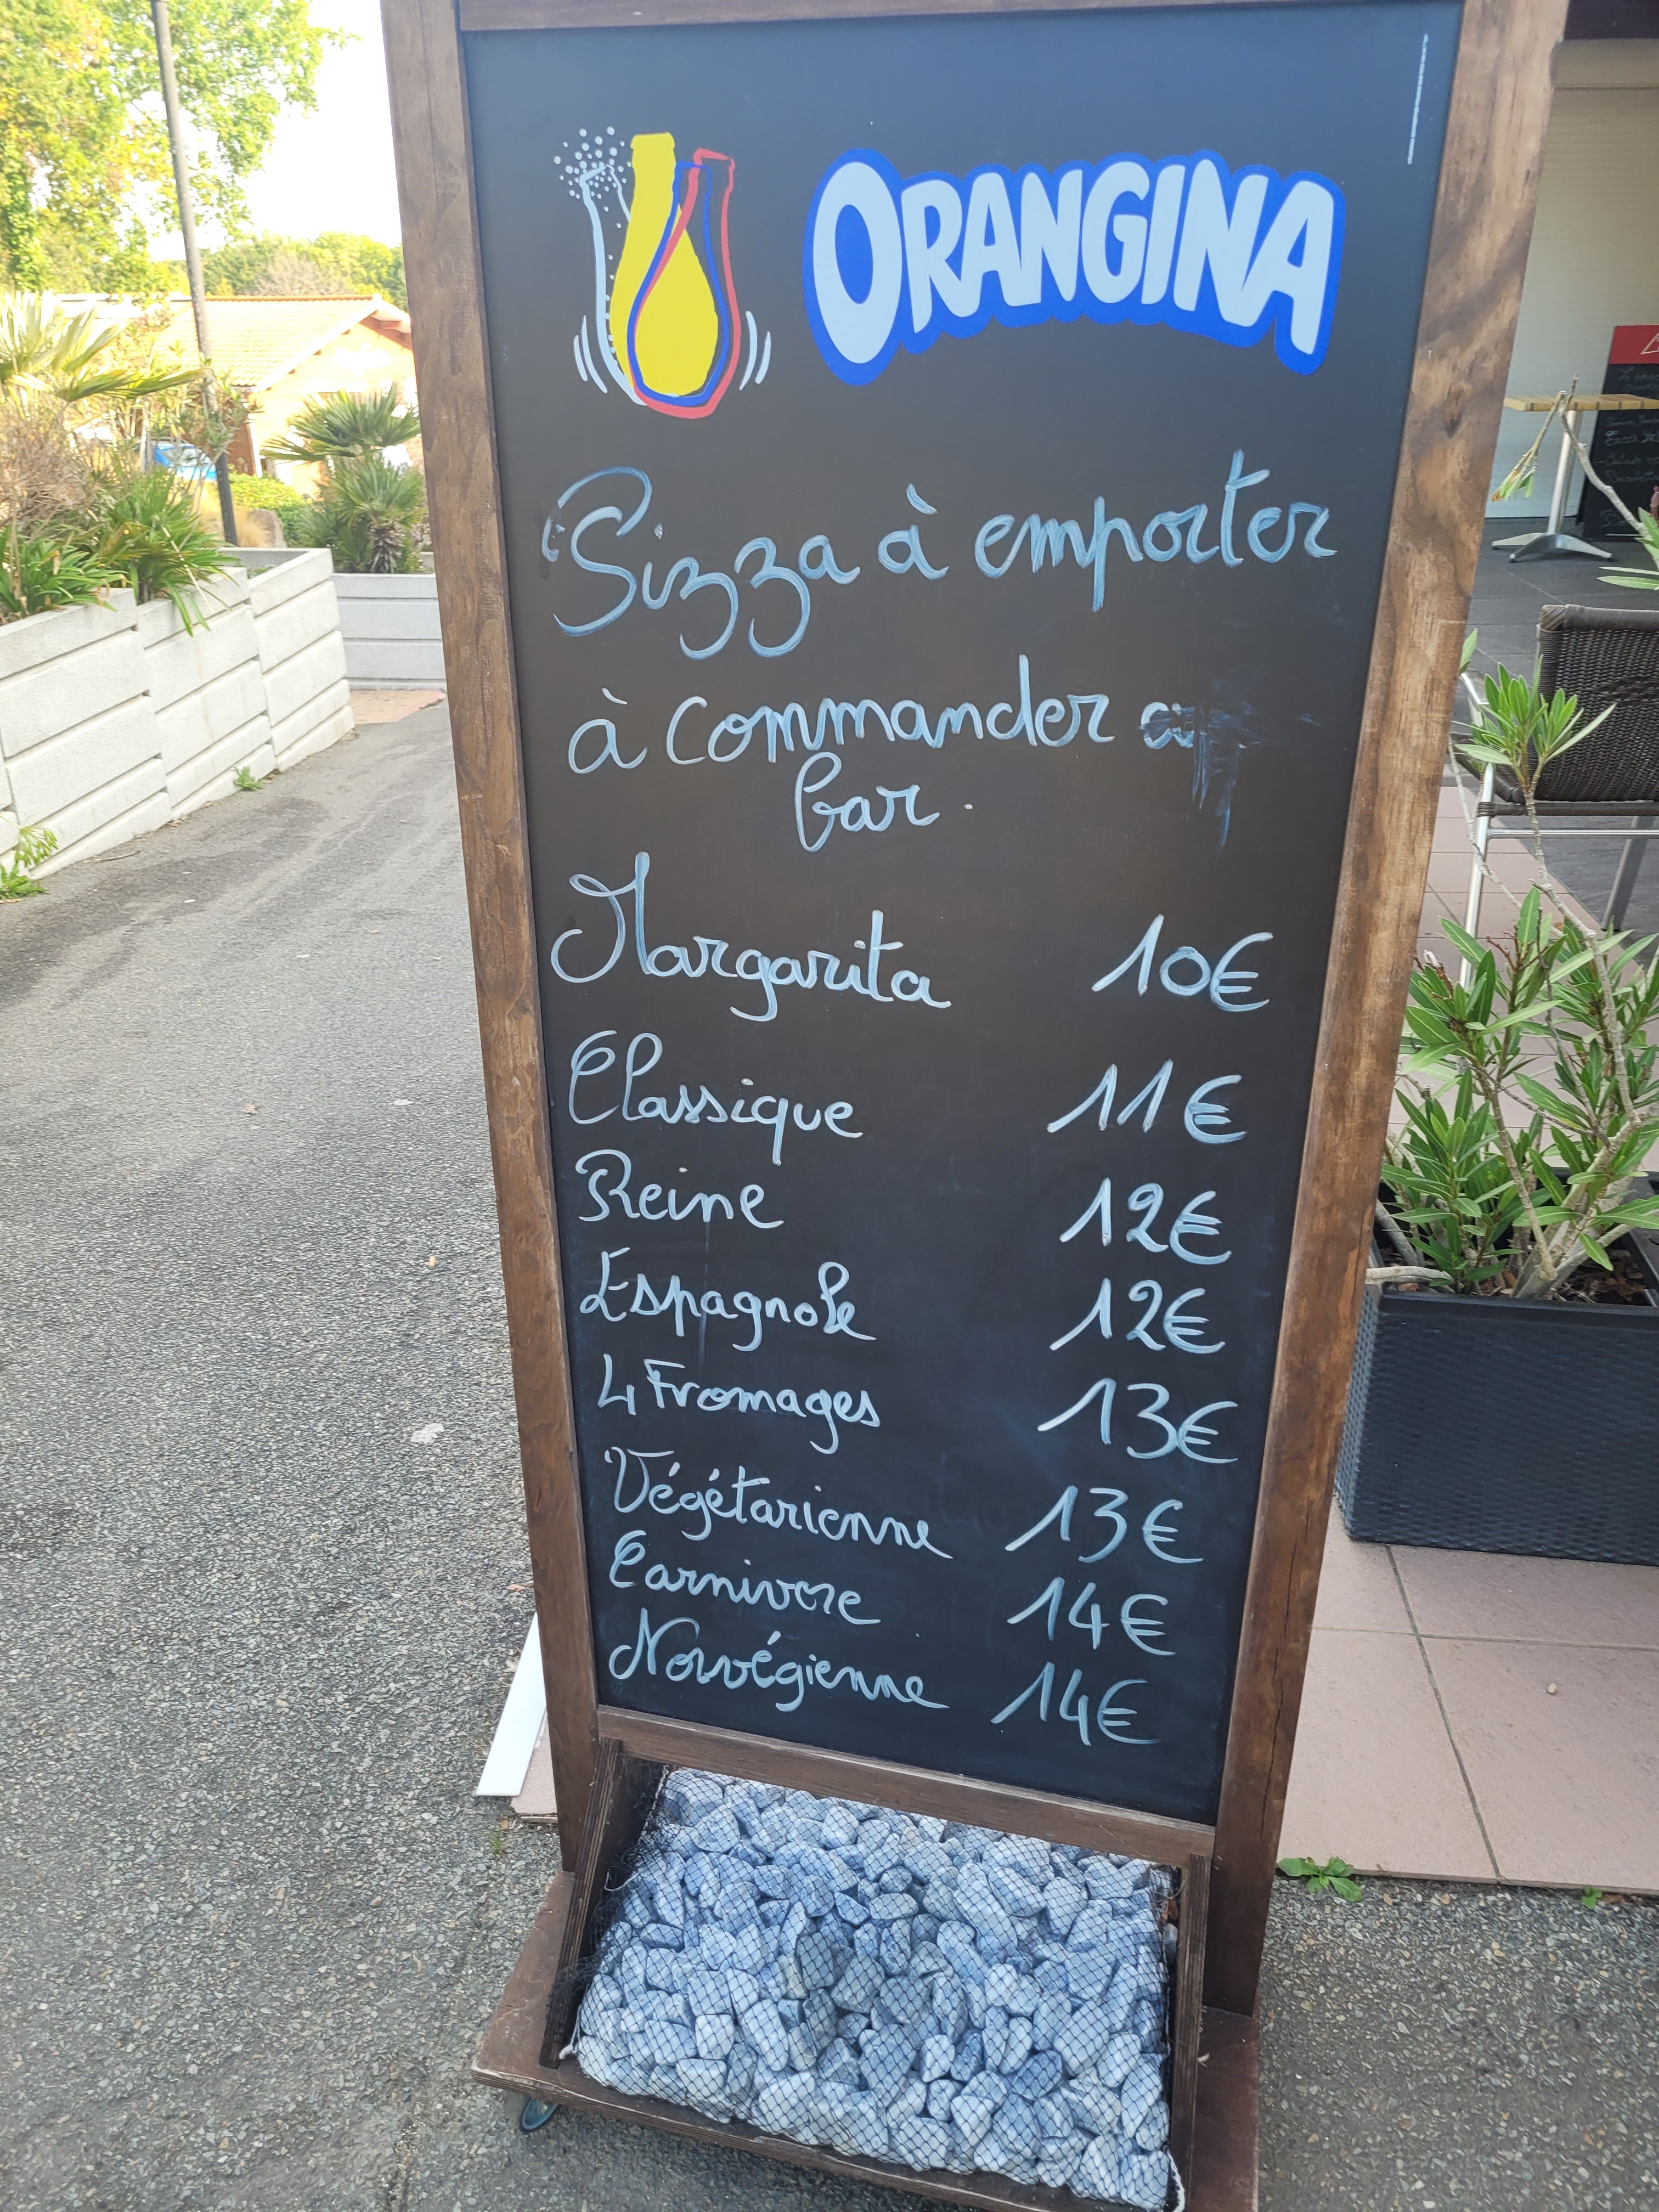 ORANGINA
Pizza à emporter
à commander a
bar.
Margarita 10€
Classique 11€
Reine 12€
Espagnole 12€
4 Fromages 13€
Végétarienne 13€
Carnivore 14€
Norvégienne 14€